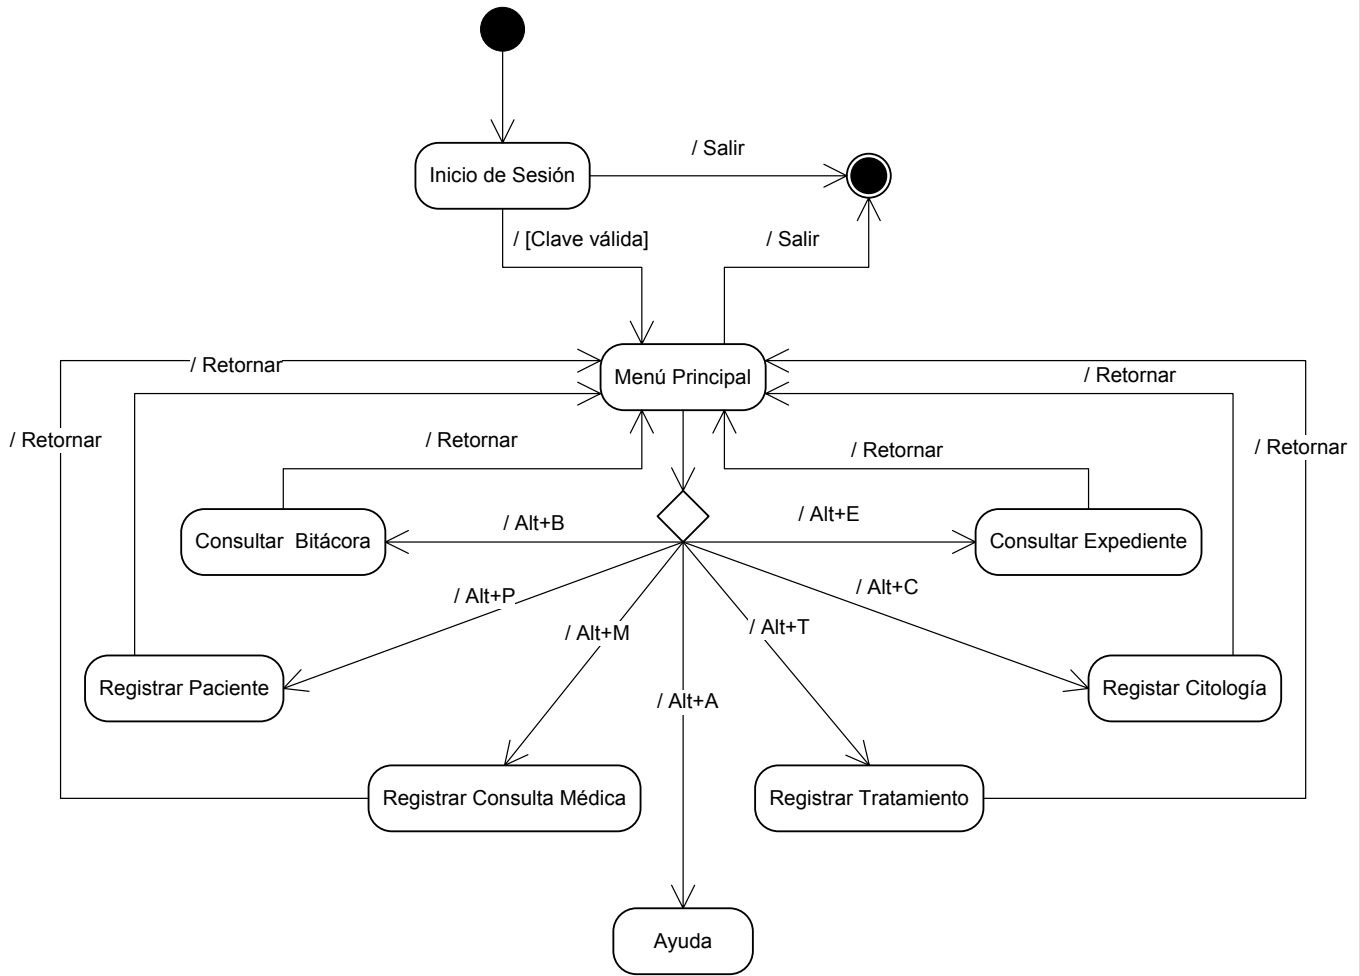 / Salir
Inicio de Sesión
/ [Clave válida]
/ Salir
/ Retornar
Menú Principal
/ Retornar
/ Retornar
/ Retornar
/ Retornar
/ Retornar
/ Alt+B
/ Alt+E
Consultar  Bitácora
Consultar Expediente
/ Alt+P
/ Alt+C
/ Alt+M
/ Alt+T
Registrar Paciente
/ Alt+A
Registar Citología
Registrar Consulta Médica
Registrar Tratamiento
Ayuda